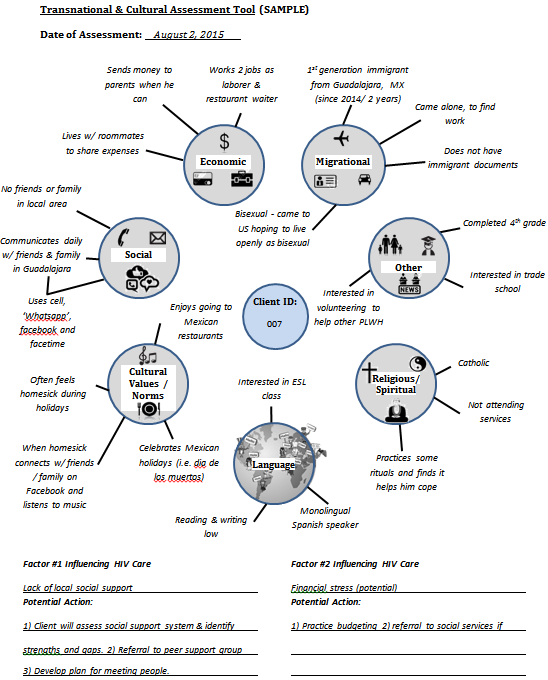 Transnational & Cultural Assessment Tool (SAMPLE)
Date of Assessment: August 2, 2015
Sends money to
parents when he
can
Works 2 jobs as
laborer &
restaurant waiter
1st generation immigrant
from Guadalajara, MX
(since 2014/ 2 years)
Came alone, to find
work
Lives w/ roommates
to share expenses
$
Economic
Migrational
Does not have
immigrant documents
No friends or family
in local area
Bisexual - came to
US hoping to live
openly as bisexual
Completed 4th grade
Communicates daily
w/ friends & family
in Guadalajara
Social
Other
NEWS
Interested in trade
school
Uses cell,
'Whatsapp',
facebook and
facetime
Enjoys going to
Mexican
restaurants
Client ID:
007
Interested in
volunteering to
help other PLWH
Cultural
Values /
Norms
Religious/
Spiritual
Catholic
Often feels
homesick during
holidays
Interested in ESL
class
Not attending
services
When homesick
connects w/ friends
/ family on
Facebook and
listens to music
Celebrates Mexican
holidays (i.e. dia de
los muertos)
Language
Practices some
rituals and finds it
helps him cope
Reading & writing
low
Monolingual
Spanish speaker
Factor #1 Influencing HIV Care
Lack of local social support
Potential Action:
1) Client will assess social support system & identify
strengths and gaps. 2) Referral to peer support group
3) Develop plan for meeting people.
Factor #2 Influencing HIV Care
Financial stress (potential)
Potential Action:
1) Practice budgeting 2) referral to social services if